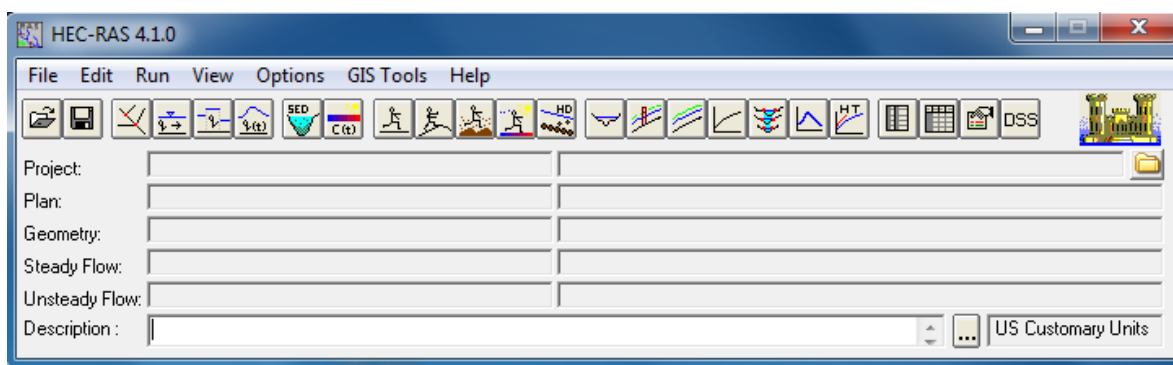 HEC-RAS 4.1.0
File Edit Run View Options GIS Tools Help
SED C(t) HD HT DSS
Project:
Plan:
Geometry:
Steady Flow:
Unsteady Flow:
Description : ... US Customary Units